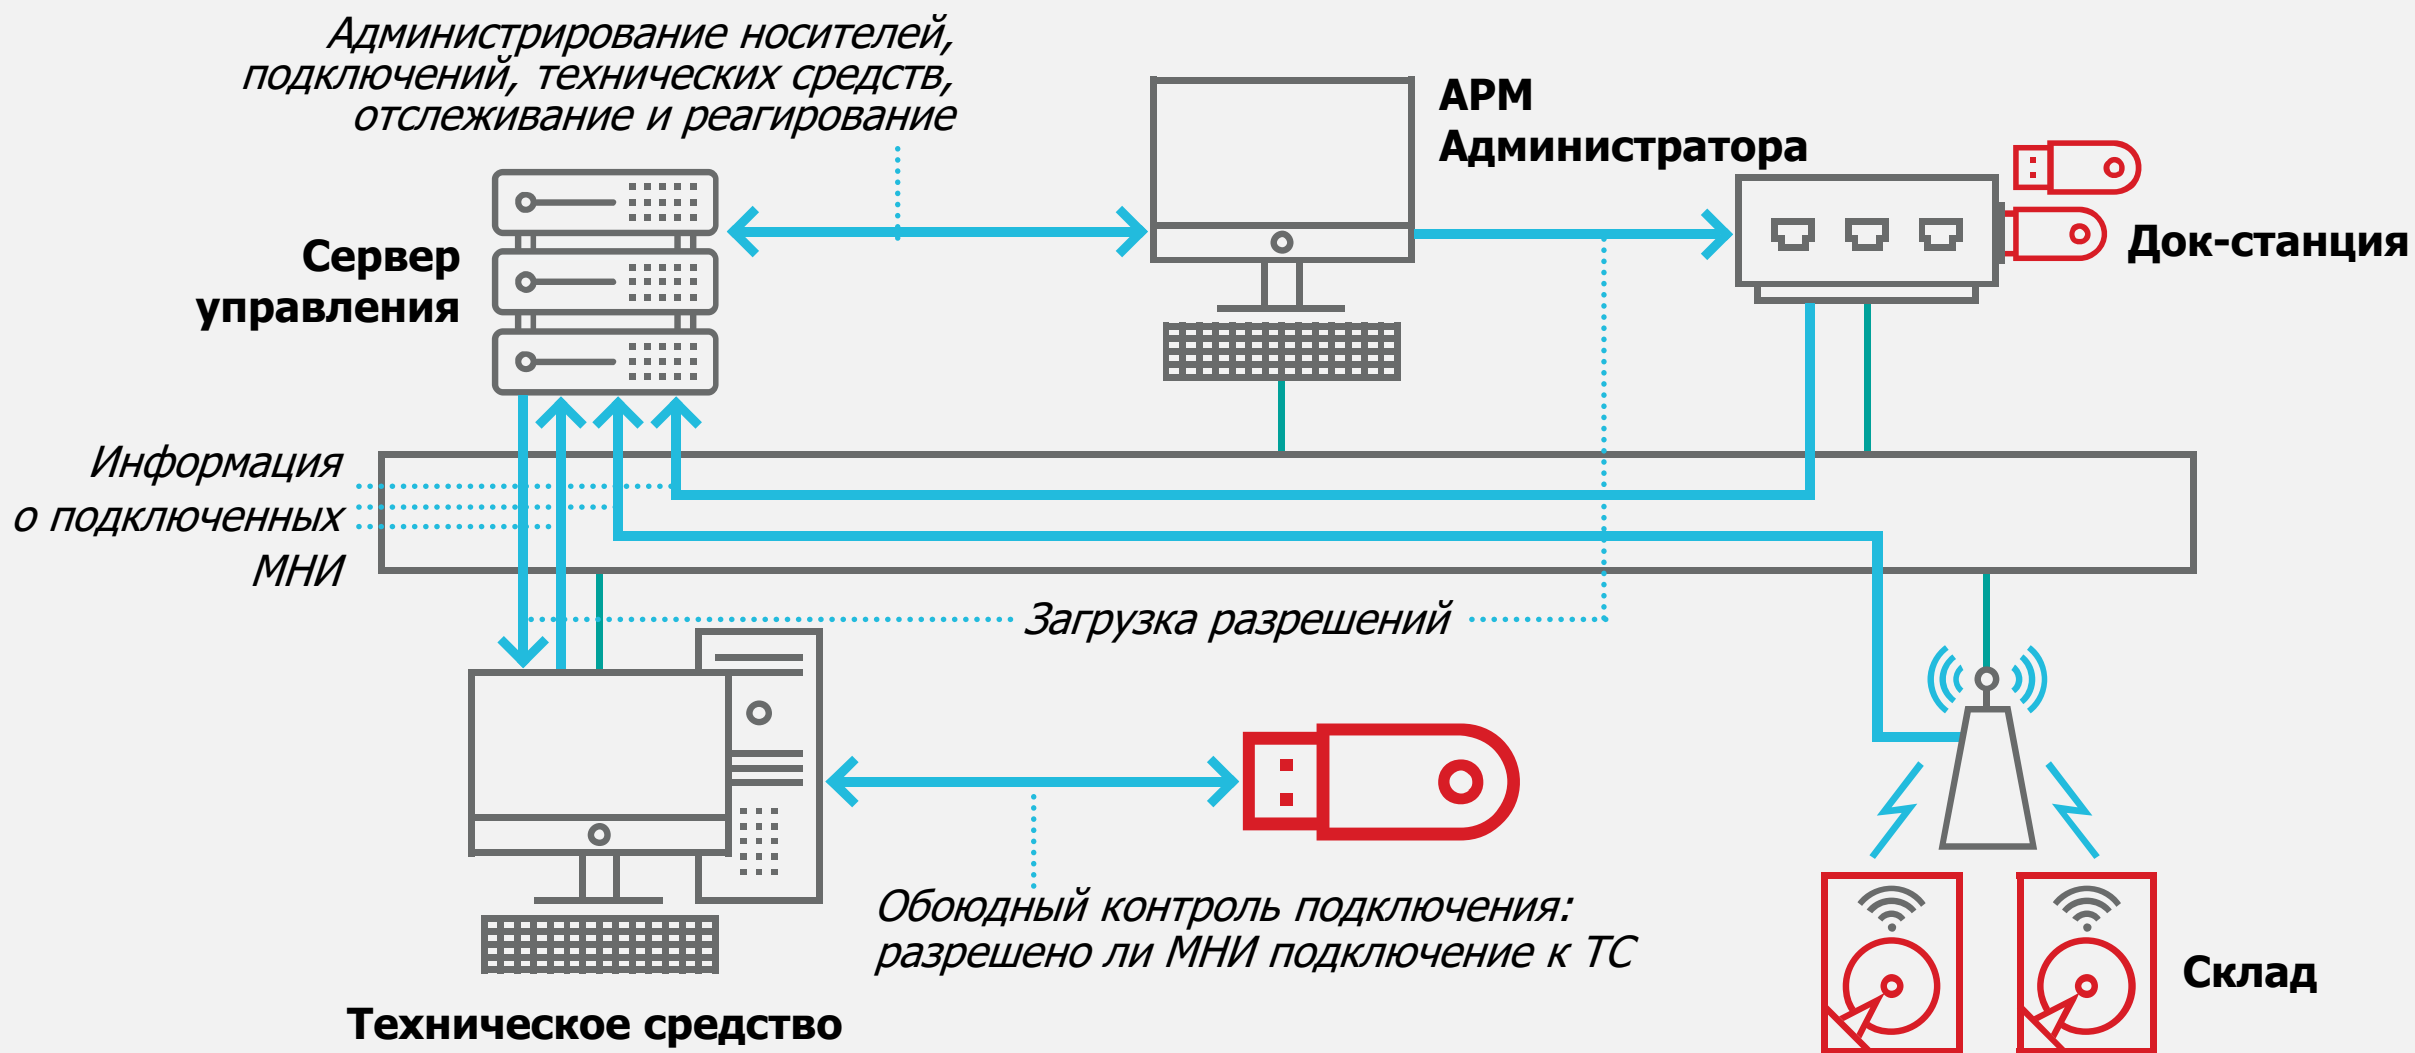 Администрирование носителей,
подключений, технических средств,
отслеживание и реагирование
АРМ
Администратора
Док-станция
Сервер
управления
Информация
о подключенных
МНИ
Загрузка разрешений
Обоюдный контроль подключения:
разрешено ли МНИ подключение к ТС
Склад
Техническое средство